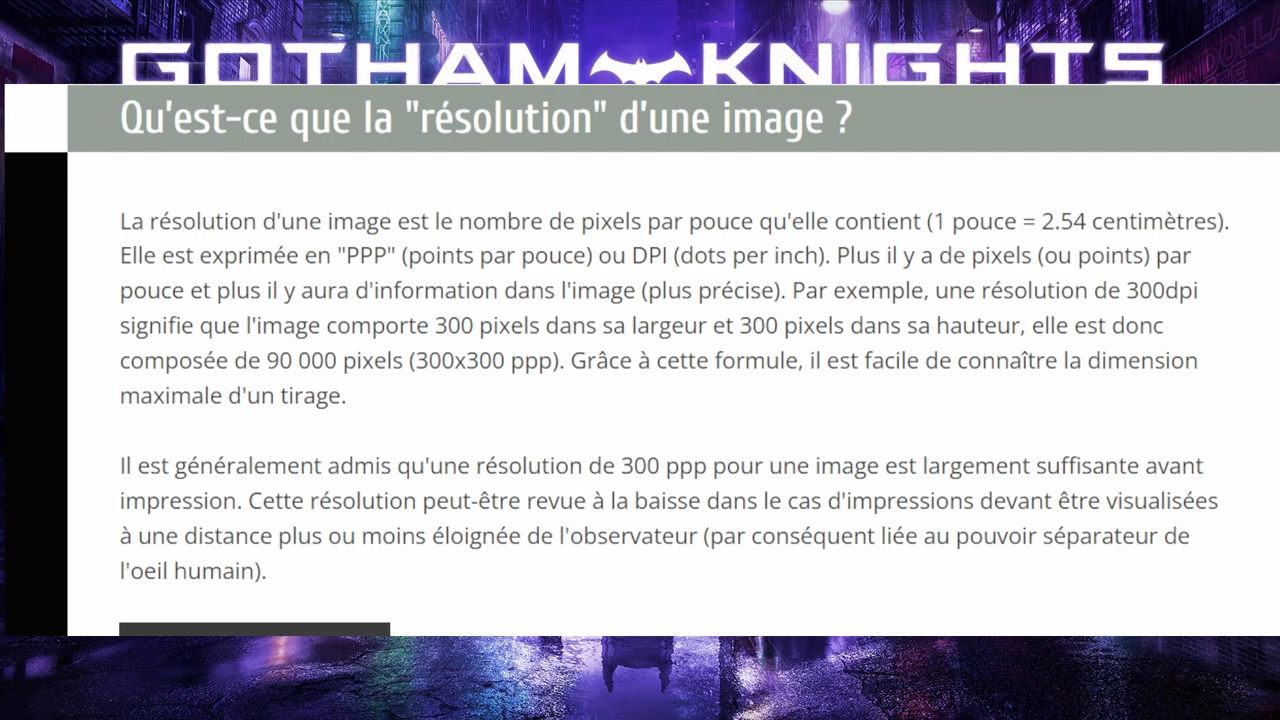 GOTHAM KNIGHTS
Qu'est-ce que la "résolution" d'une image ?
La résolution d'une image est le nombre de pixels par pouce qu'elle contient (1 pouce = 2.54 centimètres).
Elle est exprimée en "PPP" (points par pouce) ou DPI (dots per inch). Plus il y a de pixels (ou points) par
pouce et plus il y aura d'information dans l'image (plus précise). Par exemple, une résolution de 300dpi
signifie que l'image comporte 300 pixels dans sa largeur et 300 pixels dans sa hauteur, elle est donc
composée de 90 000 pixels (300x300 ppp). Grâce à cette formule, il est facile de connaître la dimension
maximale d'un tirage.
Il est généralement admis qu'une résolution de 300 ppp pour une image est largement suffisante avant
impression. Cette résolution peut-être revue à la baisse dans le cas d'impressions devant être visualisées
à une distance plus ou moins éloignée de l'observateur (par conséquent liée au pouvoir séparateur de
l'oeil humain).